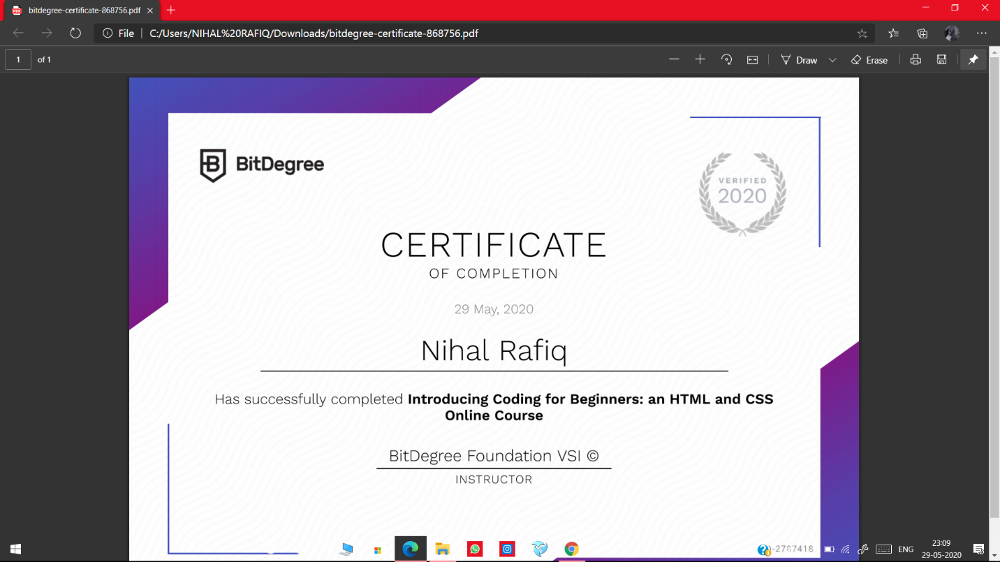 bitdegree-certificate-868756.pdf
File | C:/Users/NIHAL%20RAFIQ/Downloads/bitdegree-certificate-868756.pdf
1 of 1 Draw Erase
BitDegree
VERIFIED
2020
CERTIFICATE
OF COMPLETION
29 May, 2020
Nihal Rafiq
Has successfully completed Introducing Coding for Beginners: an HTML and CSS
Online Course
BitDegree Foundation VSI ©
INSTRUCTOR
-2787418
ENG
23:09
29-05-2020